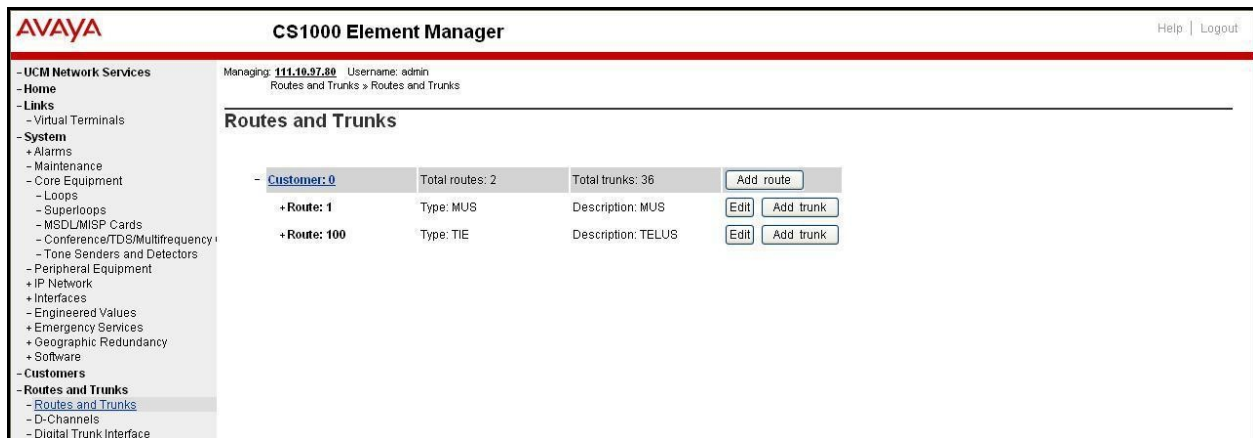 AVAYA
CS1000 Element Manager
Help | Logout
- UCM Network Services
- Home
- Links
- Virtual Terminals
- System
+ Alarms
- Maintenance
- Core Equipment
- Loops
- Superloops
- MSDL/MISP Cards
- Conference/TDS/Multifrequency
- Tone Senders and Detectors
- Peripheral Equipment
+ IP Network
+ Interfaces
- Engineered Values
+ Emergency Services
+ Geographic Redundancy
+ Software
- Customers
- Routes and Trunks
- Routes and Trunks
- D-Channels
- Digital Trunk Interface
Managing: 111.10.97.80 Username: admin
Routes and Trunks » Routes and Trunks
Routes and Trunks
- Customer: 0 Total routes: 2 Total trunks: 36 Add route
+ Route: 1 Type: MUS Description: MUS Edit Add trunk
+ Route: 100 Type: TIE Description: TELUS Edit Add trunk